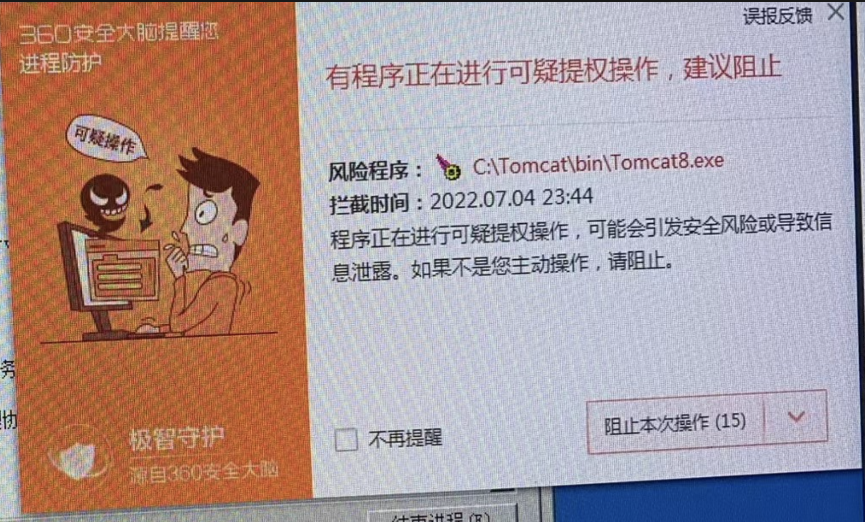 误报反馈
360安全大脑提醒您
进程防护
有程序正在进行可疑提权操作，建议阻止
可疑操作
风险程序： C:\Tomcat\bin\Tomcat8.exe
拦截时间：2022.07.04 23:44
程序正在进行可疑提权操作，可能会引发安全风险或导致信
息泄露。如果不是您主动操作，请阻止。
极智守护
源自360安全大脑
不再提醒
阻止本次操作 (15)
务
结束进程(E)